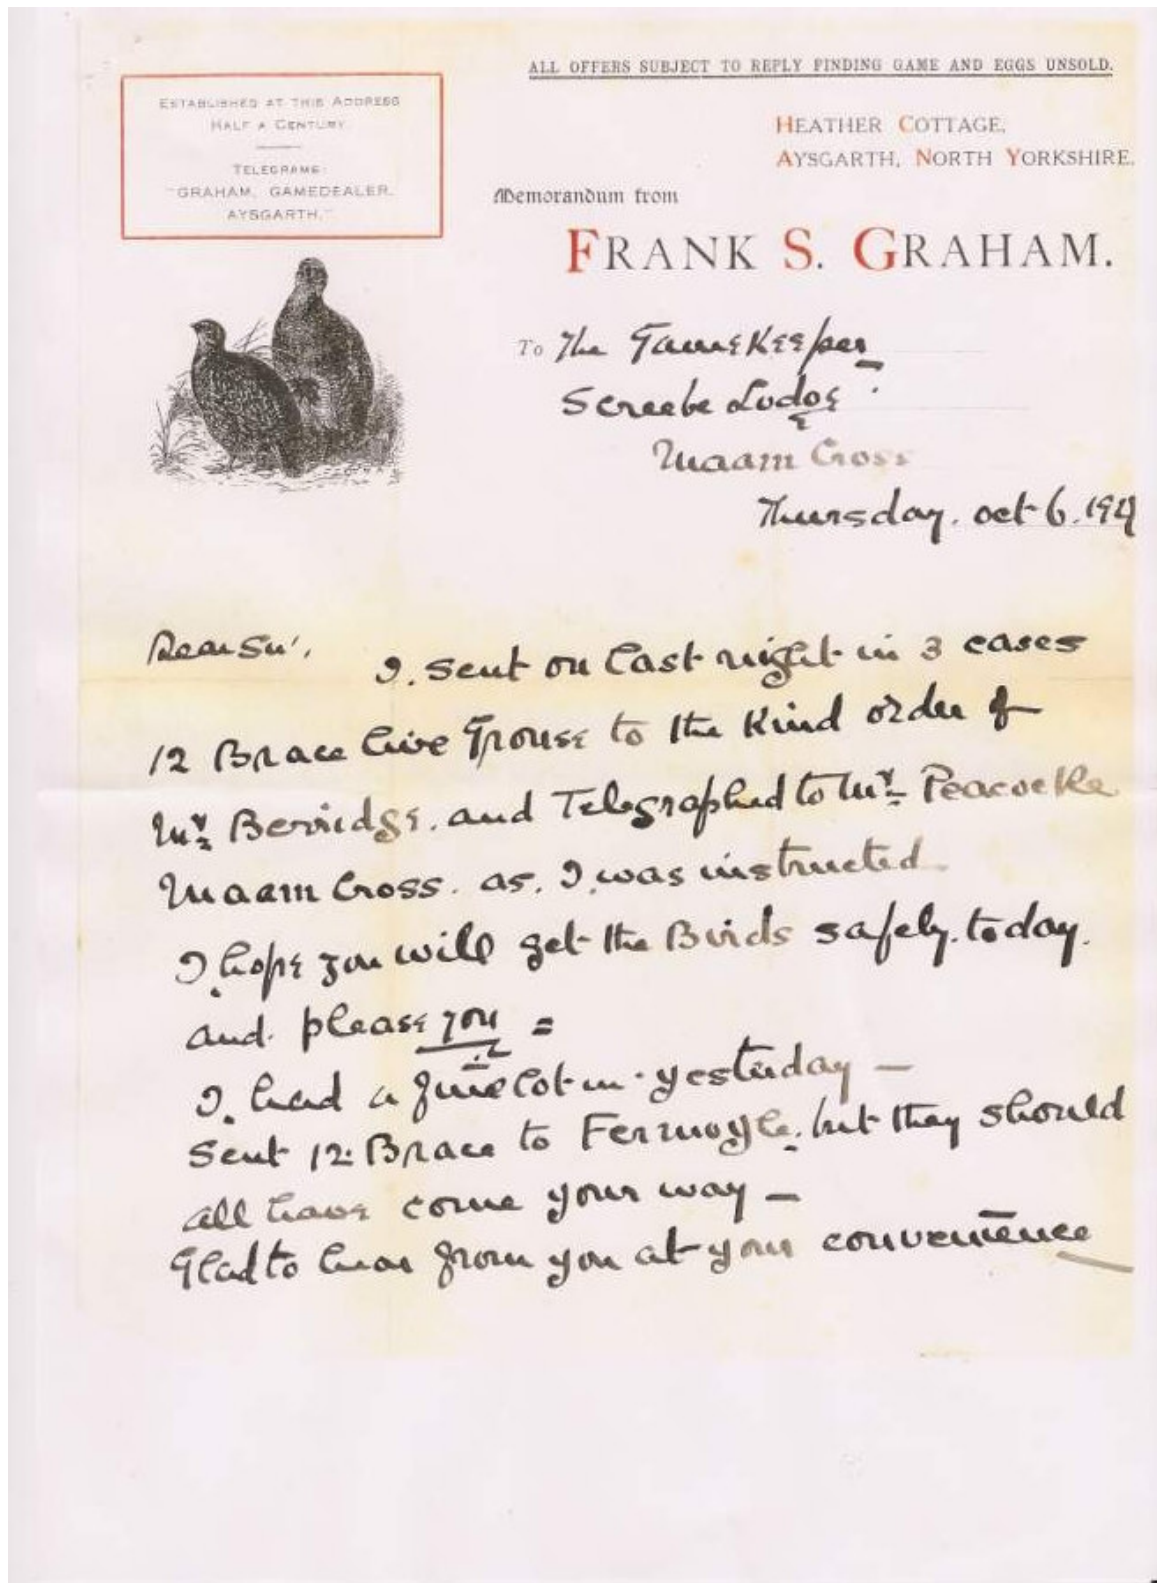 ALL OFFERS SUBJECT TO REPLY FINDING GAME AND EGGS UNSOLD.
ESTABLISHED AT THIS ADDRESS
HALF A CENTURY
TELEGRAMS:
"GRAHAM, GAMEDEALER,
AYSGARTH."
HEATHER COTTAGE,
AYSGARTH, NORTH YORKSHIRE.
Memorandum from
FRANK S. GRAHAM.
To The GameKeeper
Screebe Lodge
Maam Cross
Thursday. oct 6.
Dear Sir,
I. sent on last night in 3 cases
12 Brace live Grouse to the Kind order of
Mr Berridge. and Telegraphed to Mr Peacocke
Maam Cross. as. I was instructed
I hope you will get the Birds safely. today.
and. please you =
I. had a fine lot in. yesterday —
Sent 12 Brace to Fermoyle. but they should
all have come your way —
Glad to hear from you at your convenience